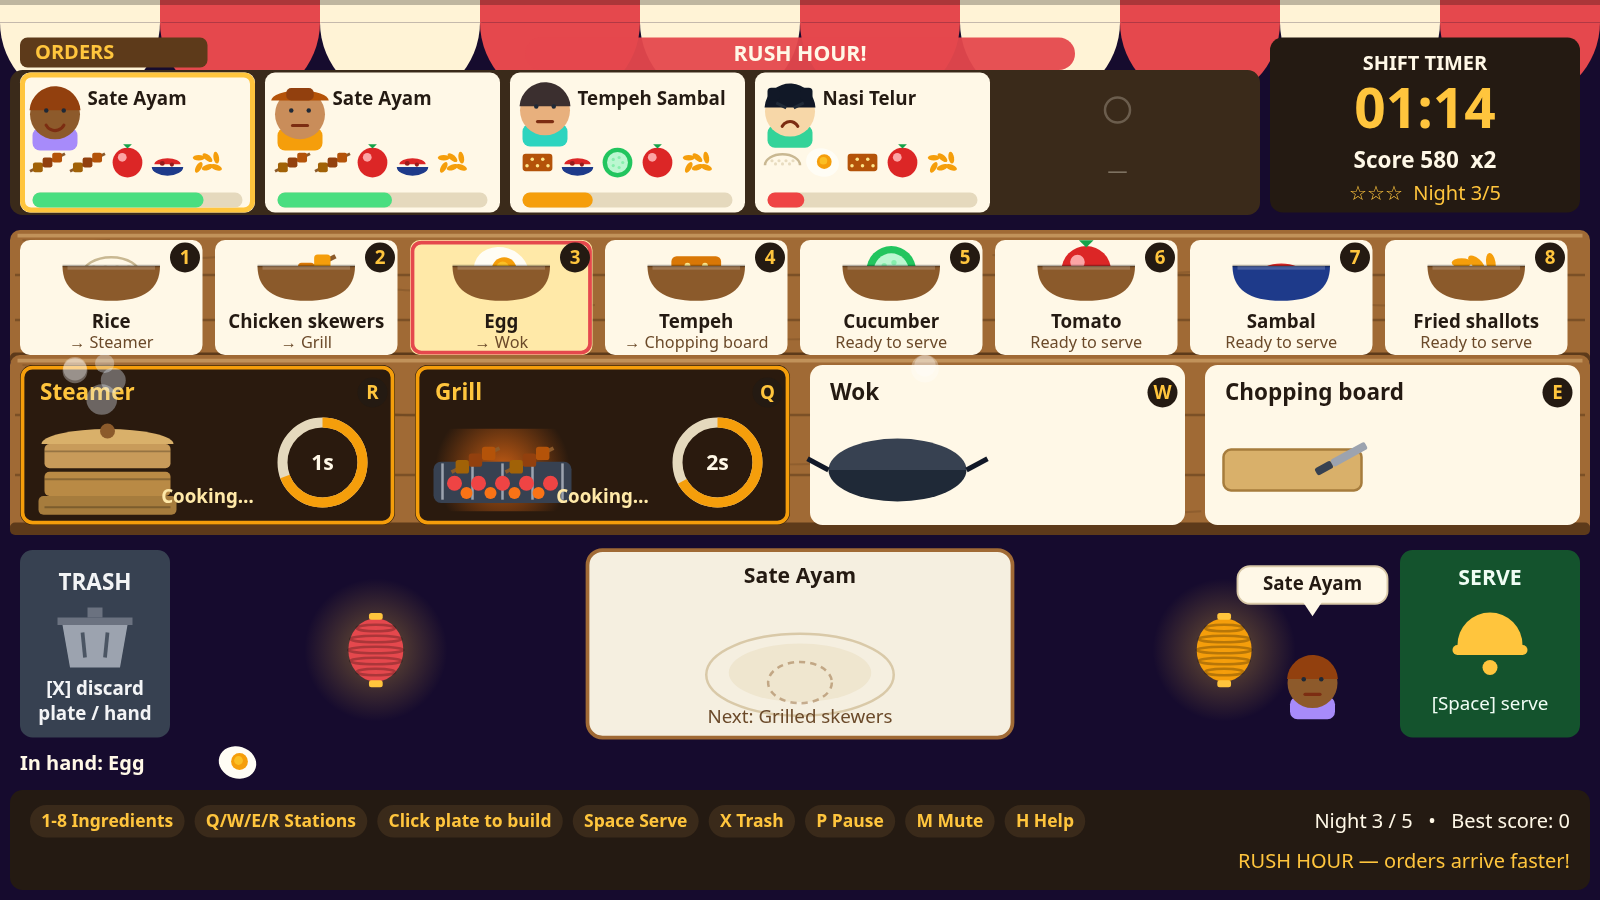 ORDERS
RUSH HOUR!
Sate Ayam
Sate Ayam
Tempeh Sambal
Nasi Telur
—
SHIFT TIMER
01:14
Score 580 x2
☆☆☆ Night 3/5
1
Rice
→ Steamer
2
Chicken skewers
→ Grill
3
Egg
→ Wok
4
Tempeh
→ Chopping board
5
Cucumber
Ready to serve
6
Tomato
Ready to serve
7
Sambal
Ready to serve
8
Fried shallots
Ready to serve
Steamer
R
1s
Cooking...
Grill
Q
2s
Cooking...
Wok
W
Chopping board
E
TRASH
[X] discard
plate / hand
Sate Ayam
Next: Grilled skewers
Sate Ayam
SERVE
[Space] serve
In hand: Egg
1-8 Ingredients
Q/W/E/R Stations
Click plate to build
Space Serve
X Trash
P Pause
M Mute
H Help
Night 3 / 5 • Best score: 0
RUSH HOUR — orders arrive faster!